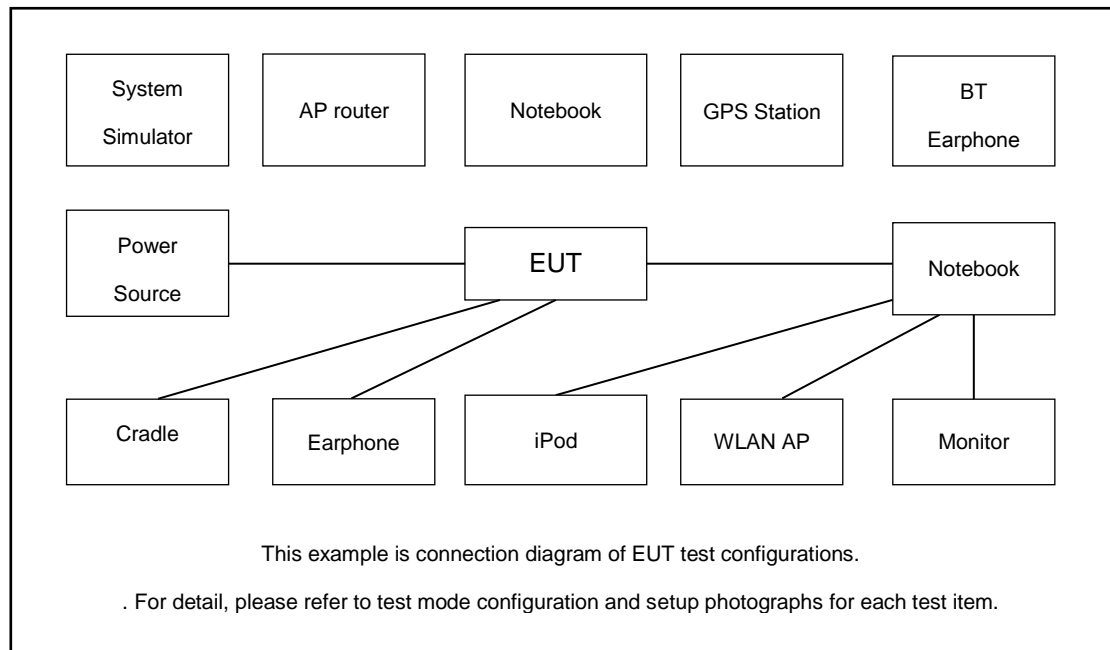 System
Simulator
AP router
Notebook
GPS Station
BT
Earphone
Power
Source
EUT
Notebook
Cradle
Earphone
iPod
WLAN AP
Monitor
This example is connection diagram of EUT test configurations.
. For detail, please refer to test mode configuration and setup photographs for each test item.